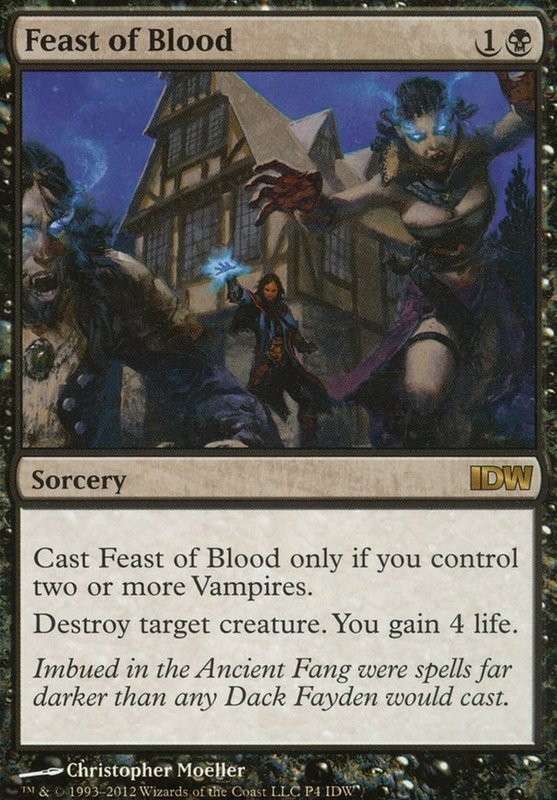 Feast of Blood 1
Sorcery IDW
Cast Feast of Blood only if you control
two or more Vampires.
Destroy target creature. You gain 4 life.
Imbued in the Ancient Fang were spells far
darker than any Dack Fayden would cast.
Christopher Moeller
™ & © 1993–2012 Wizards of the Coast LLC P4 IDW